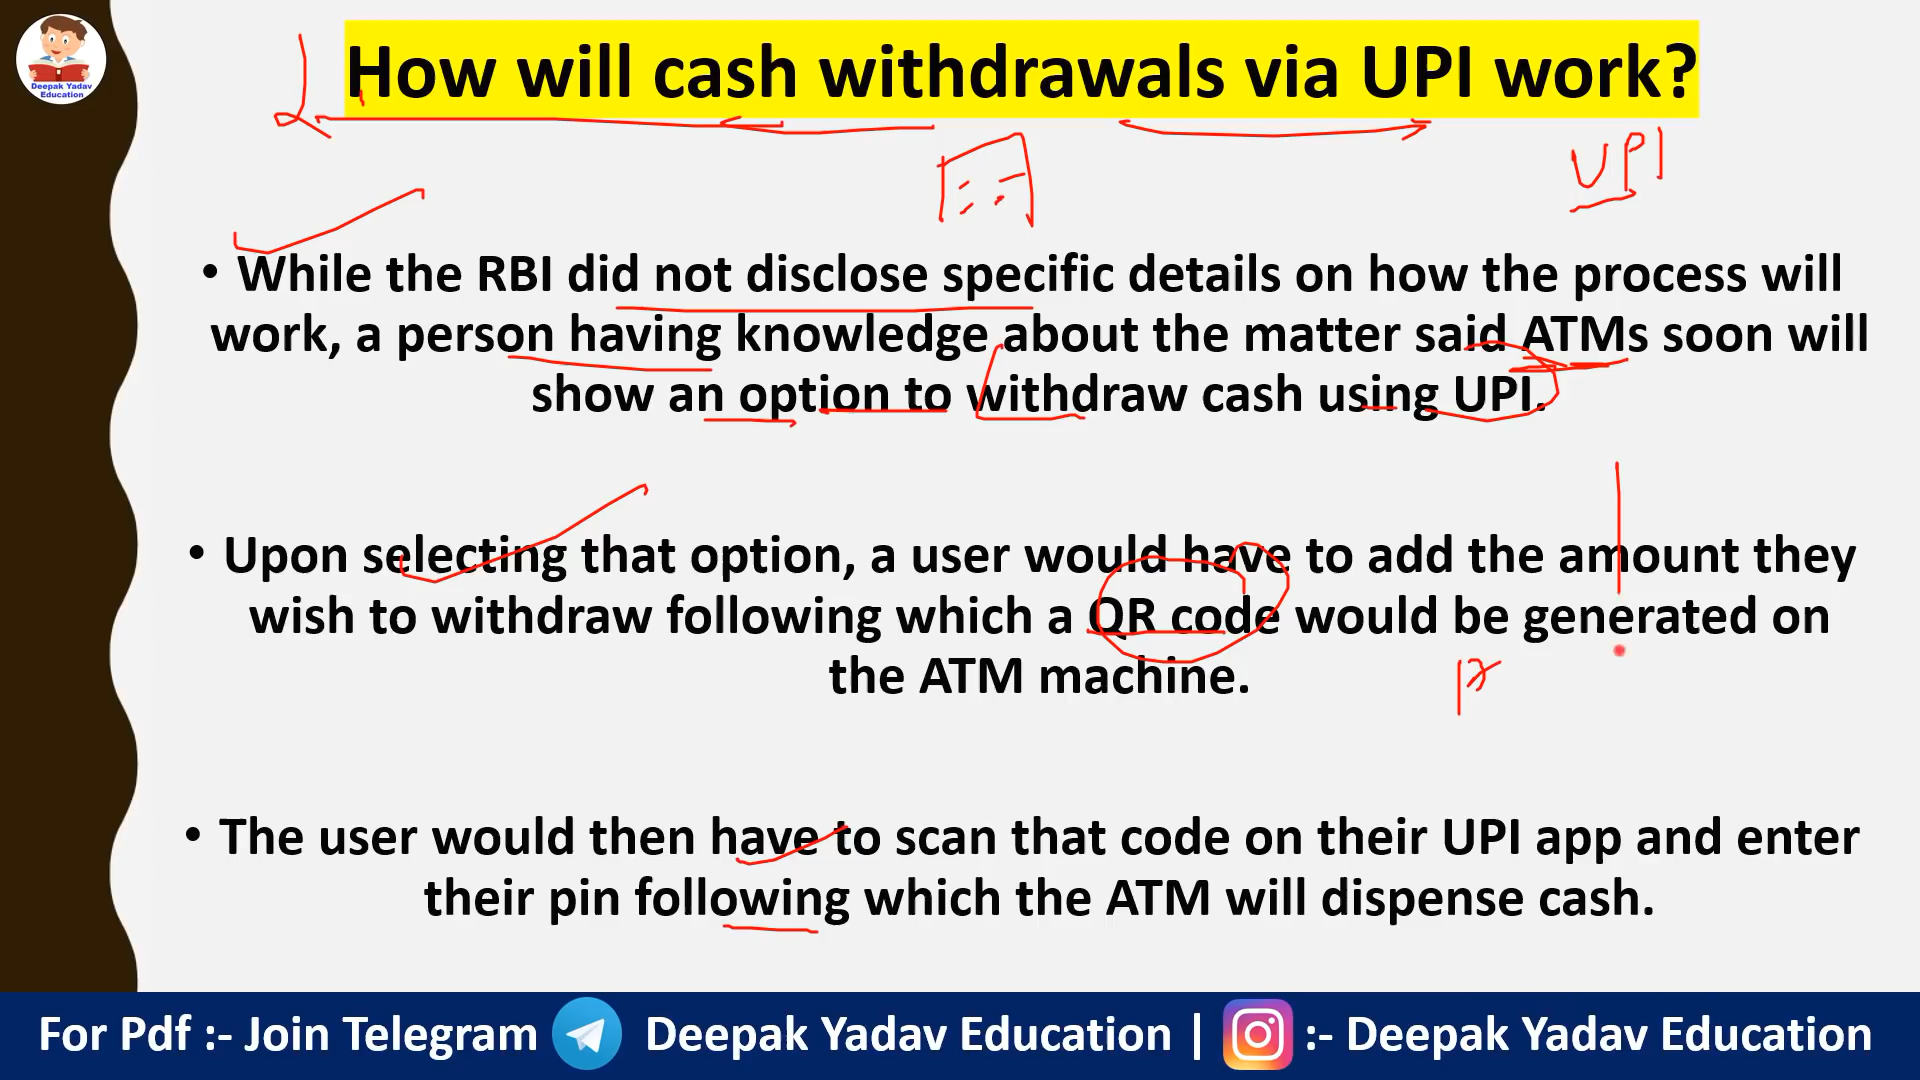 Deepak Yadav
Education
How will cash withdrawals via UPI work?
UPI
• While the RBI did not disclose specific details on how the process will
work, a person having knowledge about the matter said ATMs soon will
show an option to withdraw cash using UPI.
• Upon selecting that option, a user would have to add the amount they
wish to withdraw following which a QR code would be generated on
the ATM machine.
• The user would then have to scan that code on their UPI app and enter
their pin following which the ATM will dispense cash.
For Pdf :- Join Telegram Deepak Yadav Education | :- Deepak Yadav Education